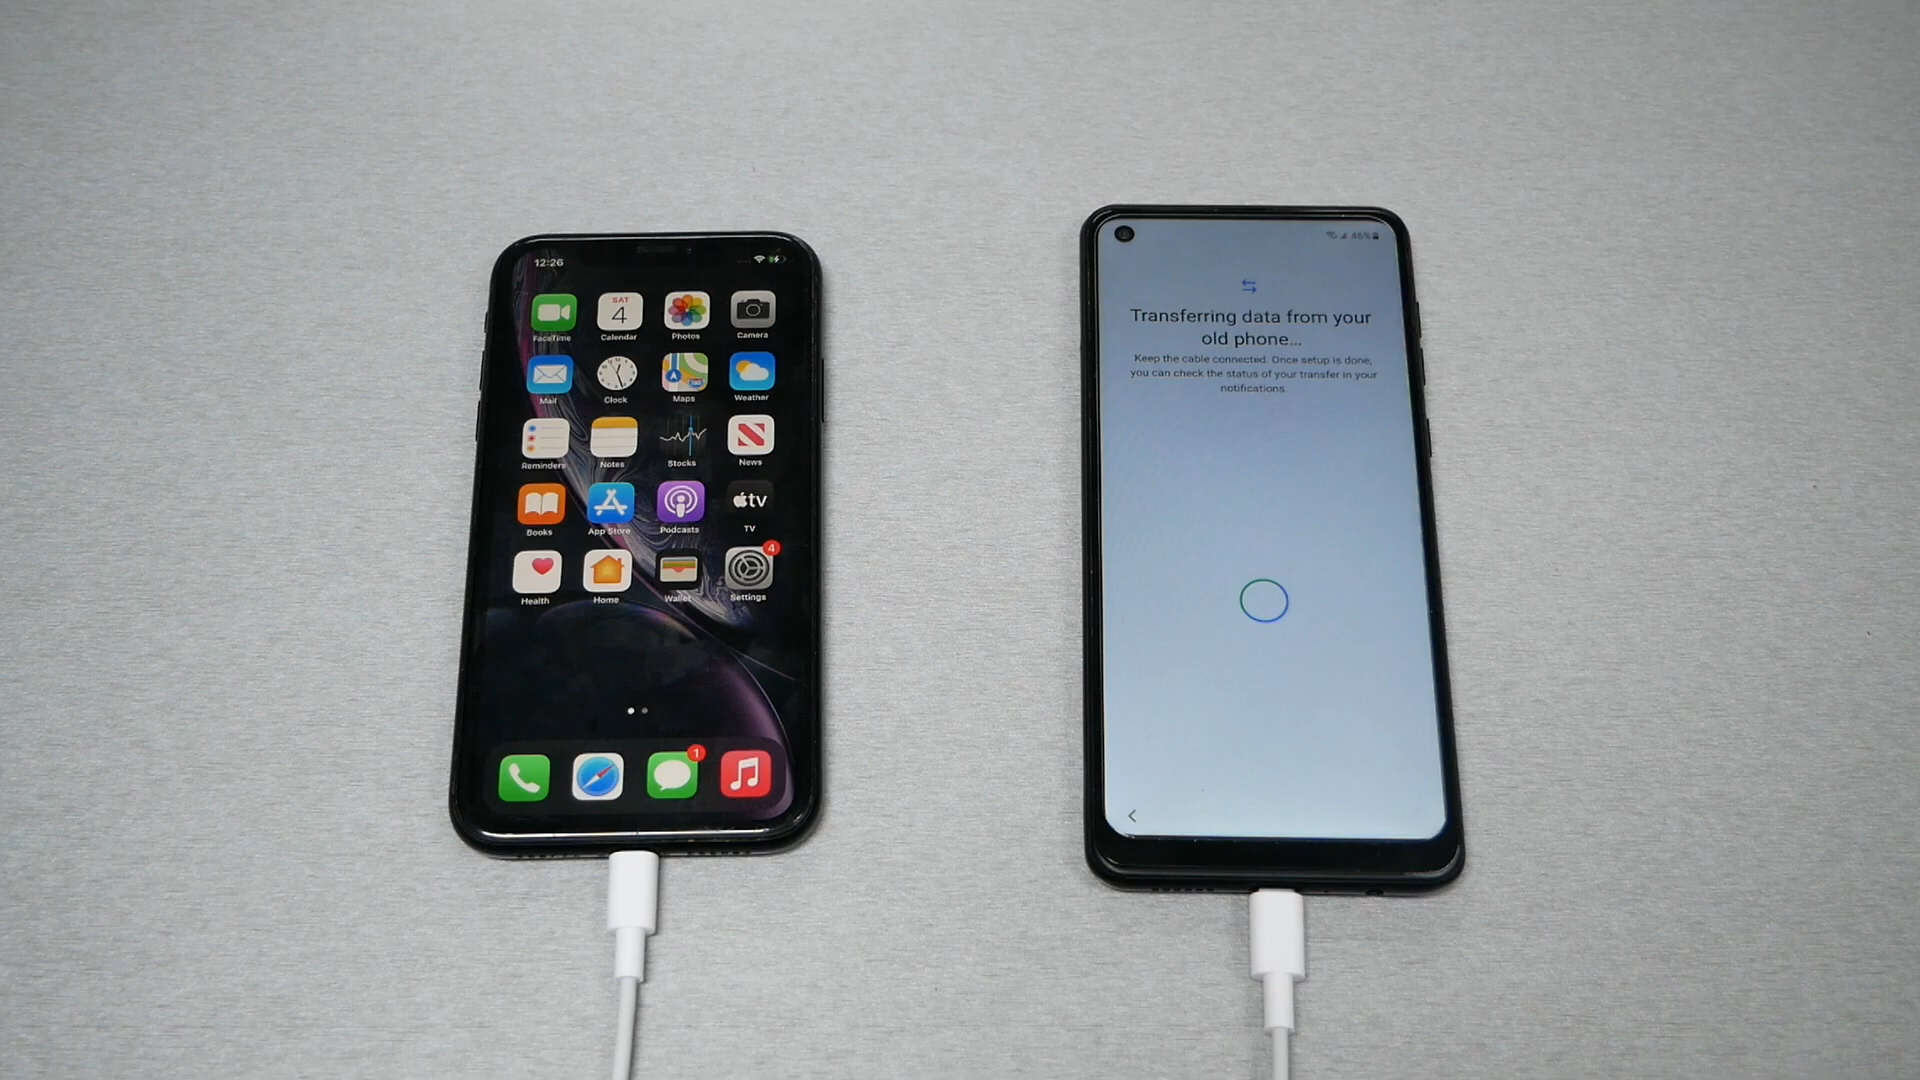 12:26
SAT
4
FaceTime
Calendar
Photos
Camera
Mail
Clock
Maps
Weather
Reminders
Notes
Stocks
News
tv
Books
App Store
Podcasts
TV
4
Health
Home
Wallet
Settings
1
46%
Transferring data from your
old phone...
Keep the cable connected. Once setup is done,
you can check the status of your transfer in your
notifications.